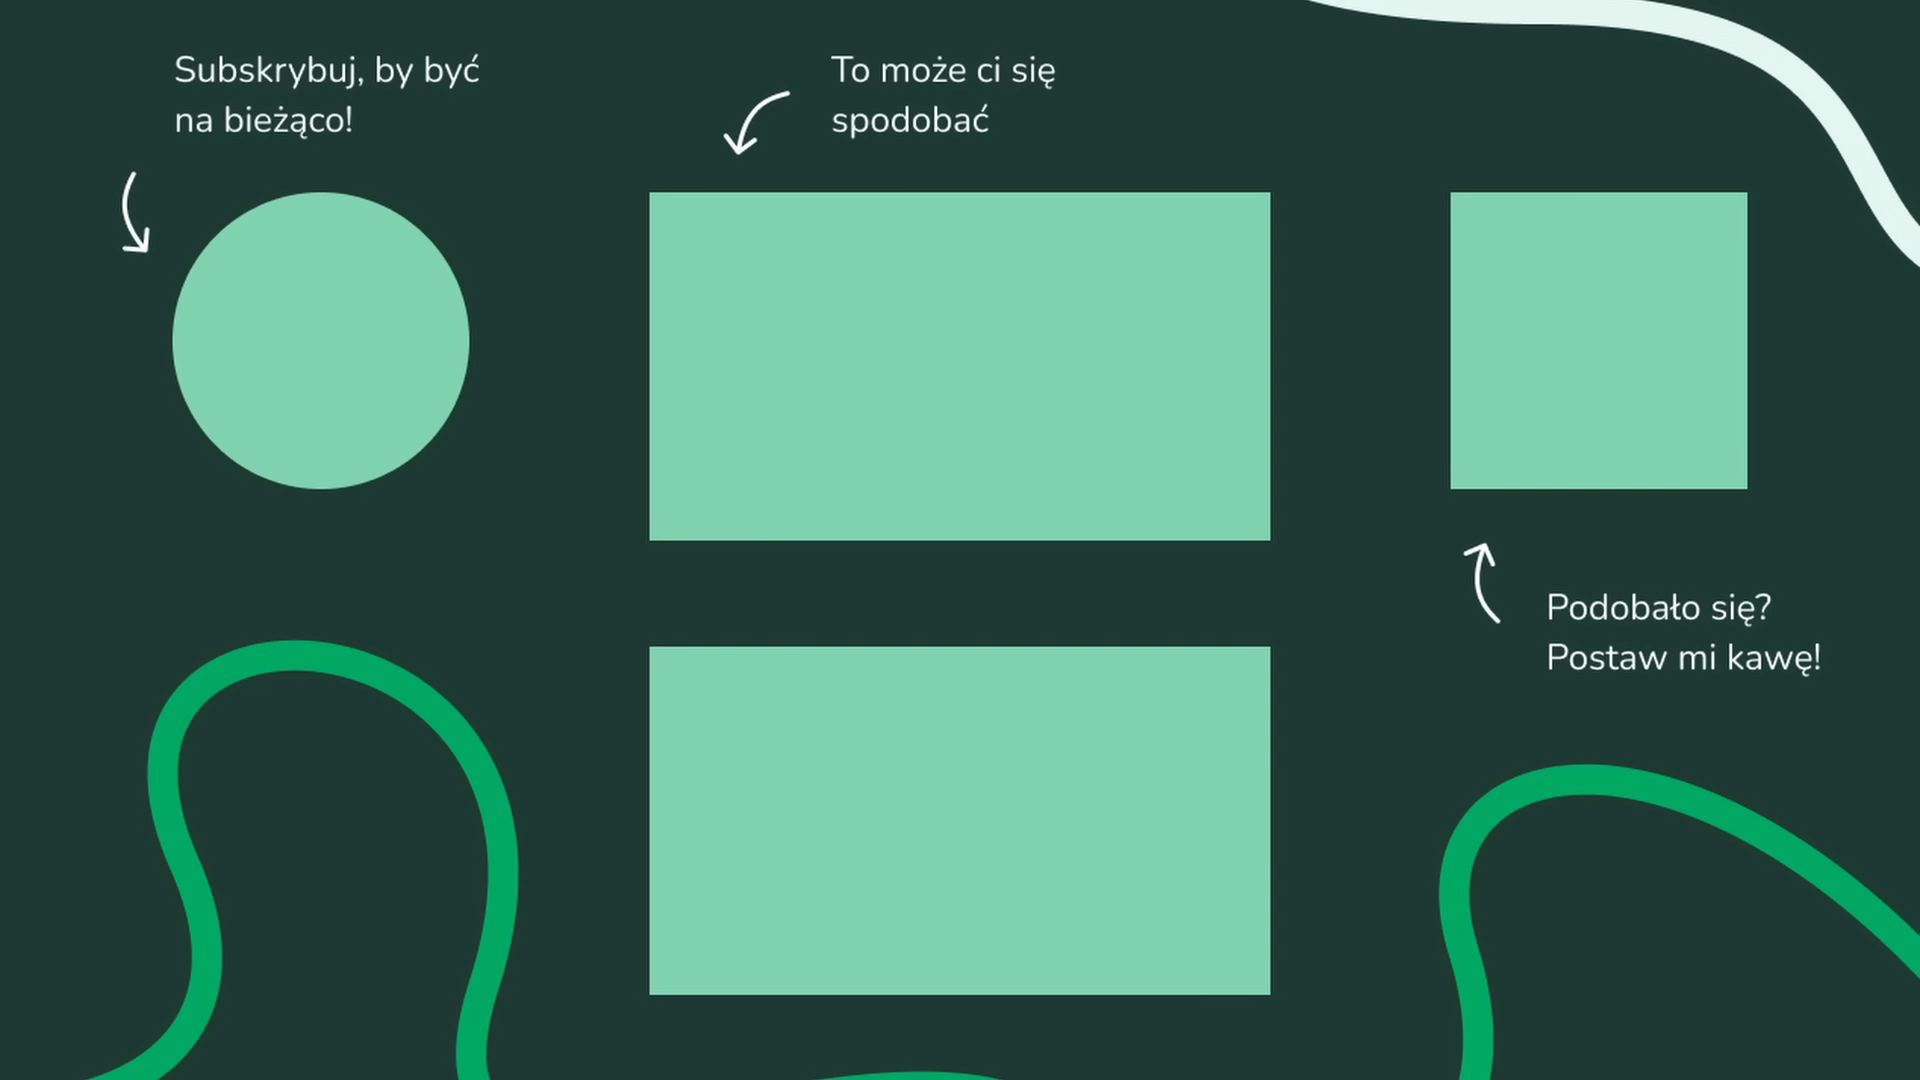 Subskrybuj, by być
na bieżąco!
To może ci się
spodobać
Podobało się?
Postaw mi kawę!